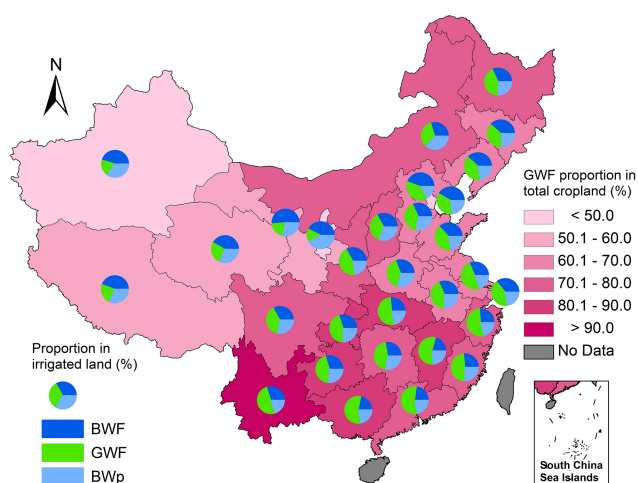 N
GWF proportion in
total cropland (%)
< 50.0
50.1 - 60.0
60.1 - 70.0
70.1 - 80.0
80.1 - 90.0
> 90.0
No Data
Proportion in
irrigated land (%)
BWF
GWF
BWp
South China
Sea Islands